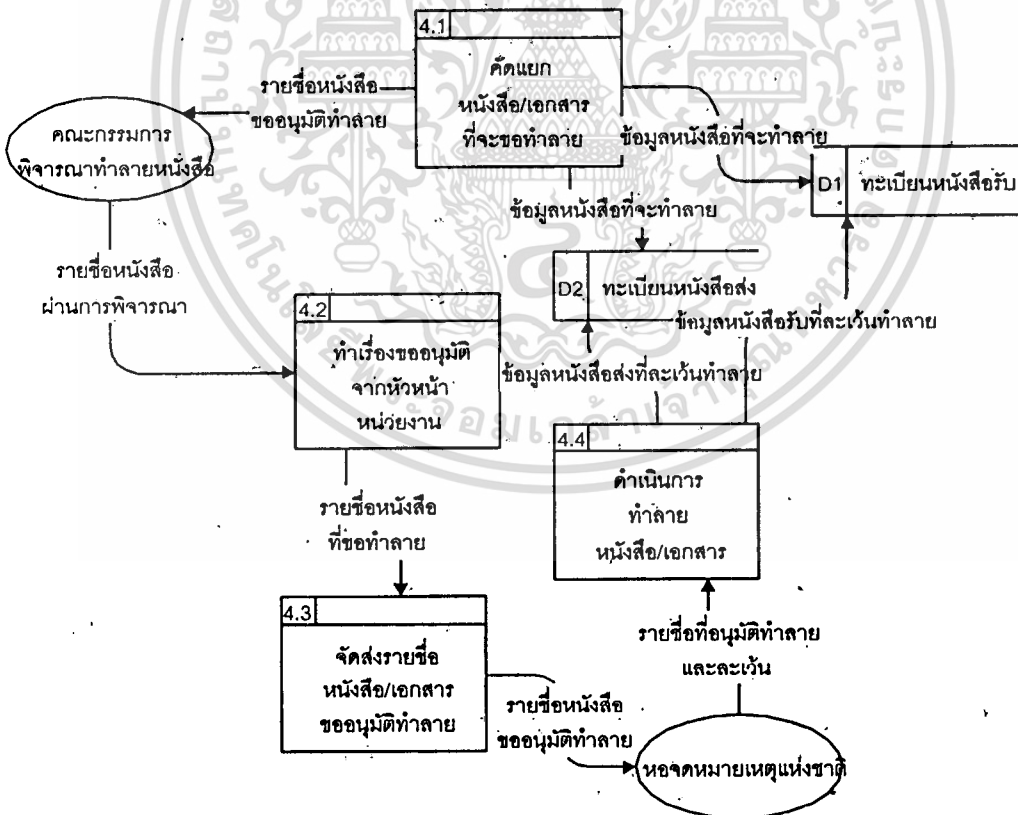 4.1
คัดแยก
หนังสือ/เอกสาร
ที่จะขอทำลาย
รายชื่อหนังสือ
ขออนุมัติทำลาย
คณะกรรมการ
พิจารณาทำลายหนังสือ
ข้อมูลหนังสือที่จะทำลาย
D1 ทะเบียนหนังสือรับ
ข้อมูลหนังสือที่จะทำลาย
D2 ทะเบียนหนังสือส่ง
รายชื่อหนังสือ
ผ่านการพิจารณา
ข้อมูลหนังสือรับที่ละเว้นทำลาย
4.2
ทำเรื่องขออนุมัติ
จากหัวหน้า
หน่วยงาน
ข้อมูลหนังสือส่งที่ละเว้นทำลาย
4.4
ดำเนินการ
ทำลาย
หนังสือ/เอกสาร
รายชื่อหนังสือ
ที่ขอทำลาย
4.3
จัดส่งรายชื่อ
หนังสือ/เอกสาร
ขออนุมัติทำลาย
รายชื่อที่อนุมัติทำลาย
และละเว้น
รายชื่อหนังสือ
ขออนุมัติทำลาย
หอจดหมายเหตุแห่งชาติ